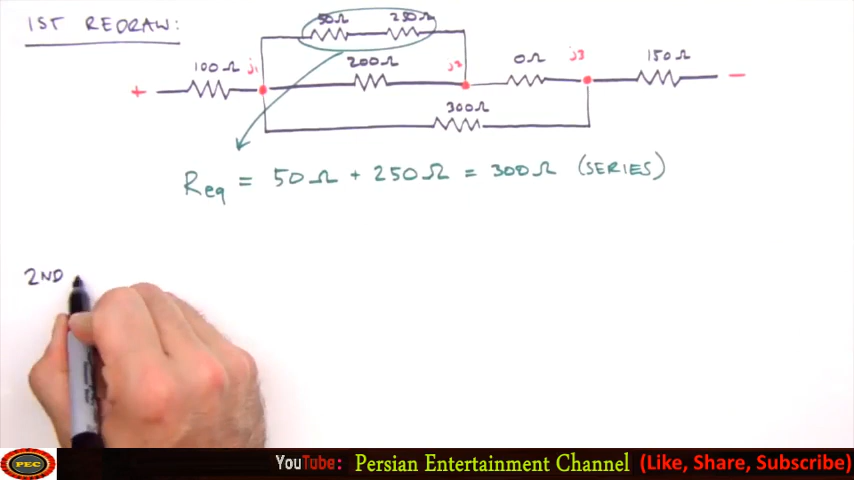 1ST REDRAW:
50Ω 250Ω
100Ω j1 200Ω j2 0Ω j3 150Ω
+ −
300Ω
Req = 50Ω + 250Ω = 300Ω (SERIES)
2ND
PEC YouTube: Persian Entertainment Channel (Like, Share, Subscribe)